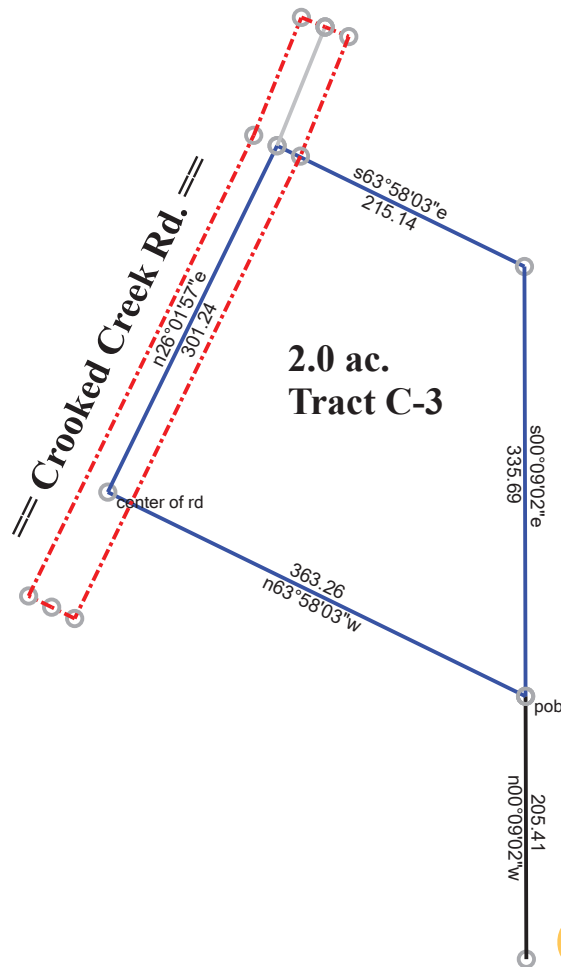 s63°58'03"e
215.14
== Crooked Creek Rd. ==
n26°01'57"e
301.24
2.0 ac.
Tract C-3
s00°09'02"e
335.69
center of rd
363.26
n63°58'03"w
pob
205.41
n00°09'02"w